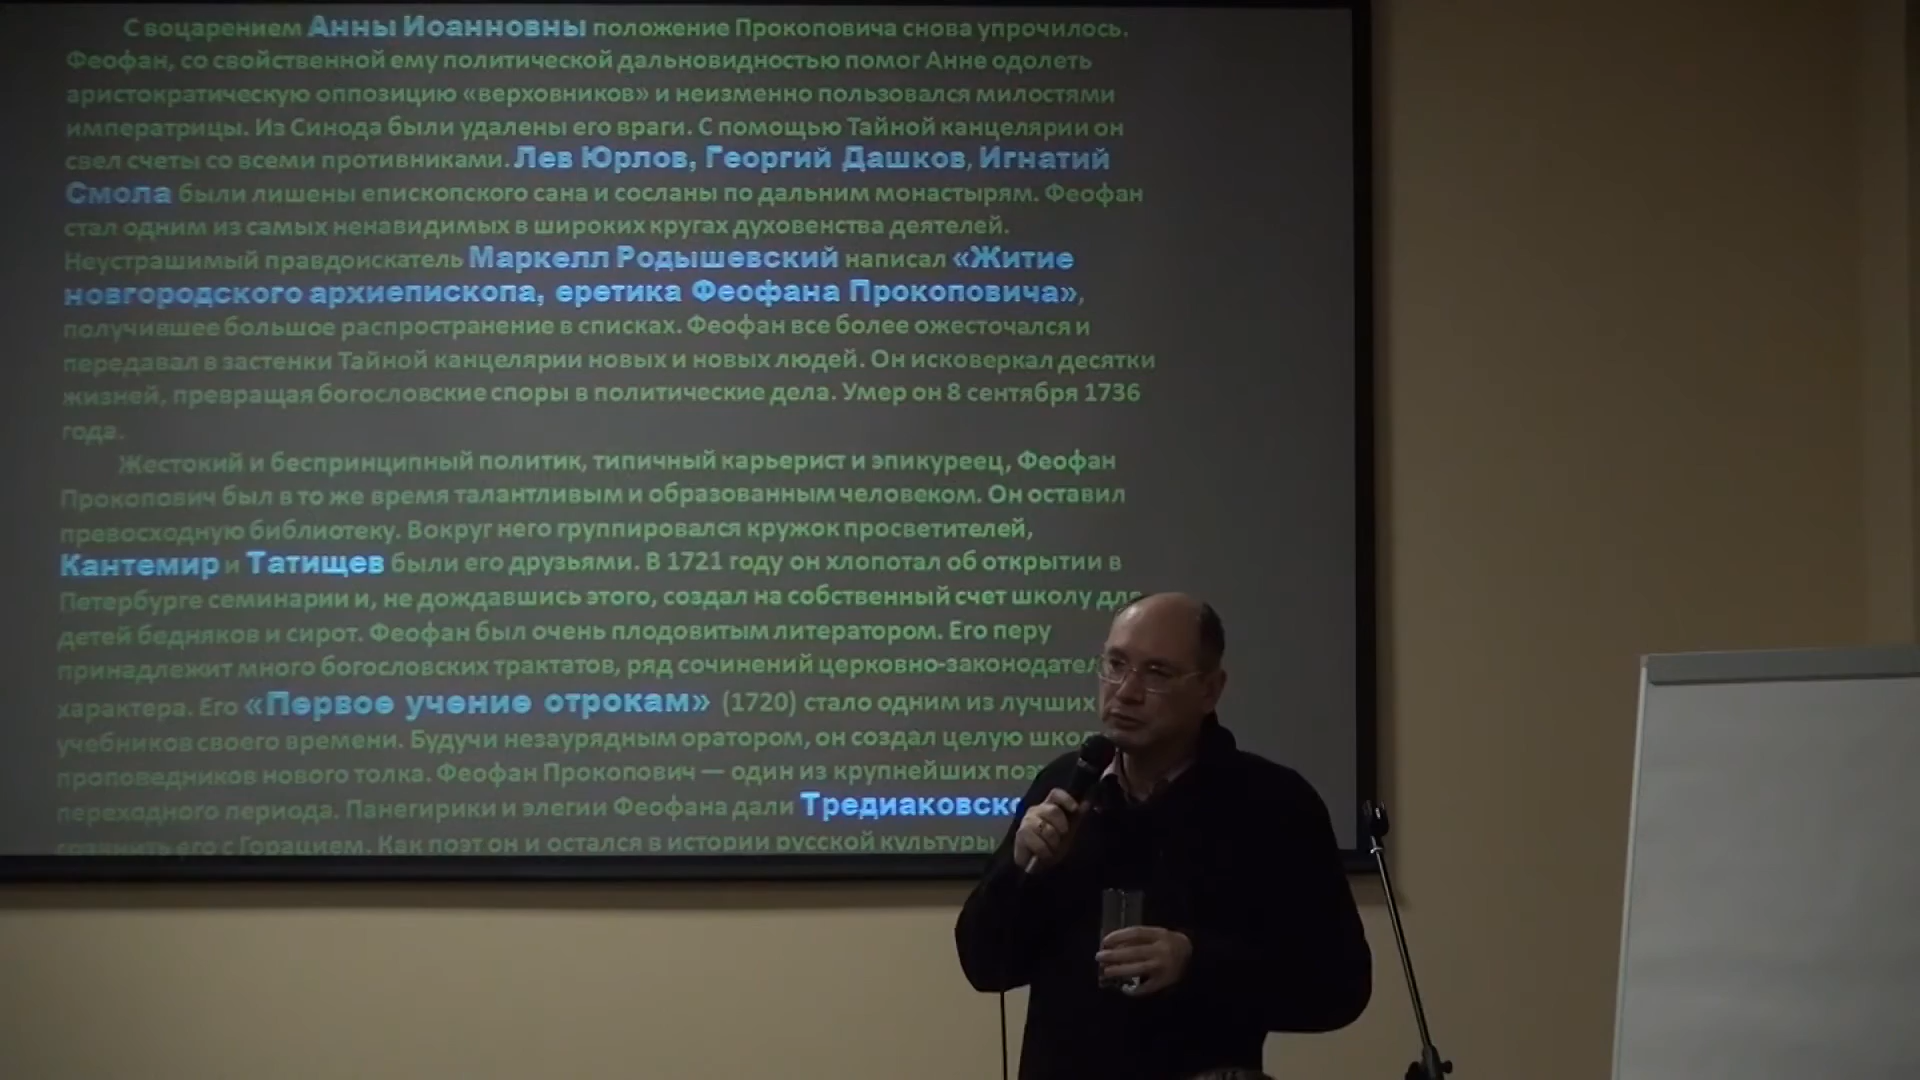 С воцарением Анны Иоанновны положение Прокоповича снова упрочилось.
Феофан, со свойственной ему политической дальновидностью помог Анне одолеть
аристократическую оппозицию «верховников» и неизменно пользовался милостями
императрицы. Из Синода были удалены его враги. С помощью Тайной канцелярии он
свел счеты со всеми противниками. Лев Юрлов, Георгий Дашков, Игнатий
Смола были лишены епископского сана и сосланы по дальним монастырям. Феофан
стал одним из самых ненавидимых в широких кругах духовенства деятелей.
Неустрашимый правдоискатель Маркелл Родышевский написал «Житие
новгородского архиепископа, еретика Феофана Прокоповича»,
получившее большое распространение в списках. Феофан все более ожесточался и
передавал в застенки Тайной канцелярии новых и новых людей. Он исковеркал десятки
жизней, превращая богословские споры в политические дела. Умер он 8 сентября 1736
года.
Жестокий и беспринципный политик, типичный карьерист и эпикуреец, Феофан
Прокопович был в то же время талантливым и образованным человеком. Он оставил
превосходную библиотеку. Вокруг него группировался кружок просветителей,
Кантемир и Татищев были его друзьями. В 1721 году он хлопотал об открытии в
Петербурге семинарии и, не дождавшись этого, создал на собственный счет школу для
детей бедняков и сирот. Феофан был очень плодовитым литератором. Его перу
принадлежит много богословских трактатов, ряд сочинений церковно-законодател
характера. Его «Первое учение отрокам» (1720) стало одним из лучших
учебников своего времени. Будучи незаурядным оратором, он создал целую шко
проповедников нового толка. Феофан Прокопович — один из крупнейших поэ
переходного периода. Панегирики и элегии Феофана дали Тредиаковско
сравнить его с Горацием. Как поэт он и остался в истории русской культуры